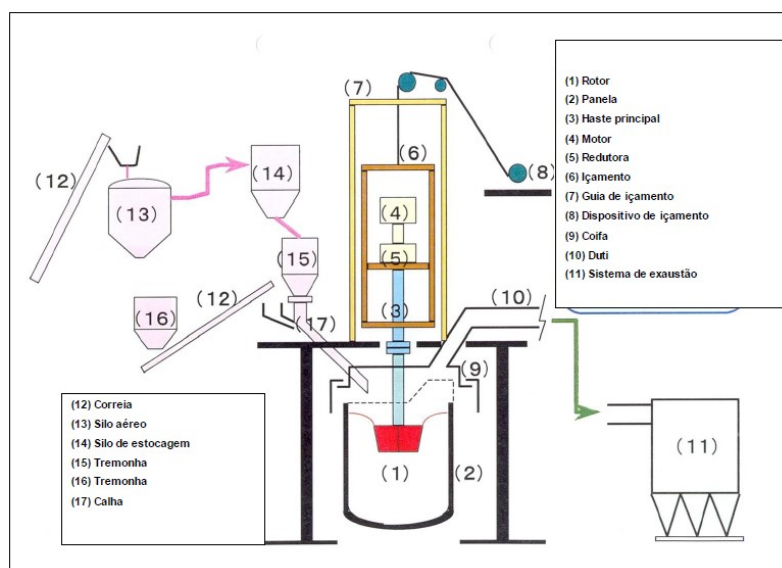 (1) Rotor
(2) Panela
(3) Haste principal
(4) Motor
(5) Redutora
(6) Içamento
(7) Guia de içamento
(8) Dispositivo de içamento
(9) Coifa
(10) Duti
(11) Sistema de exaustão
(7)
(6)
(8)
(12)
(13)
(14)
(4)
(15)
(5)
(12)
(10)
(16)
(17)
(3)
(9)
(1)
(2)
(11)
(12) Correia
(13) Silo aéreo
(14) Silo de estocagem
(15) Tremonha
(16) Tremonha
(17) Calha